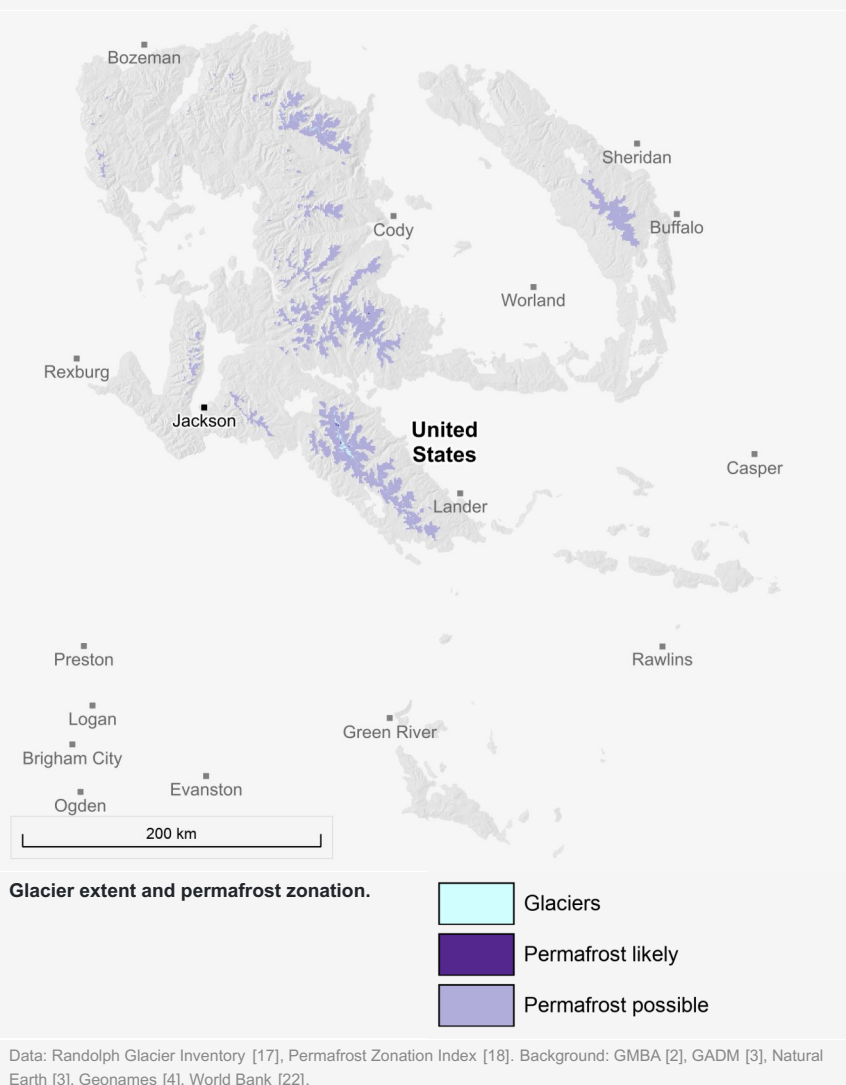 Bozeman
Sheridan
Cody
Buffalo
Worland
Rexburg
Jackson
United
States
Casper
Lander
Preston
Rawlins
Logan
Green River
Brigham City
Evanston
Ogden
200 km
Glacier extent and permafrost zonation.
Glaciers
Permafrost likely
Permafrost possible
Data: Randolph Glacier Inventory [17], Permafrost Zonation Index [18]. Background: GMBA [2], GADM [3], Natural
Earth [3], Geonames [4], World Bank [22].